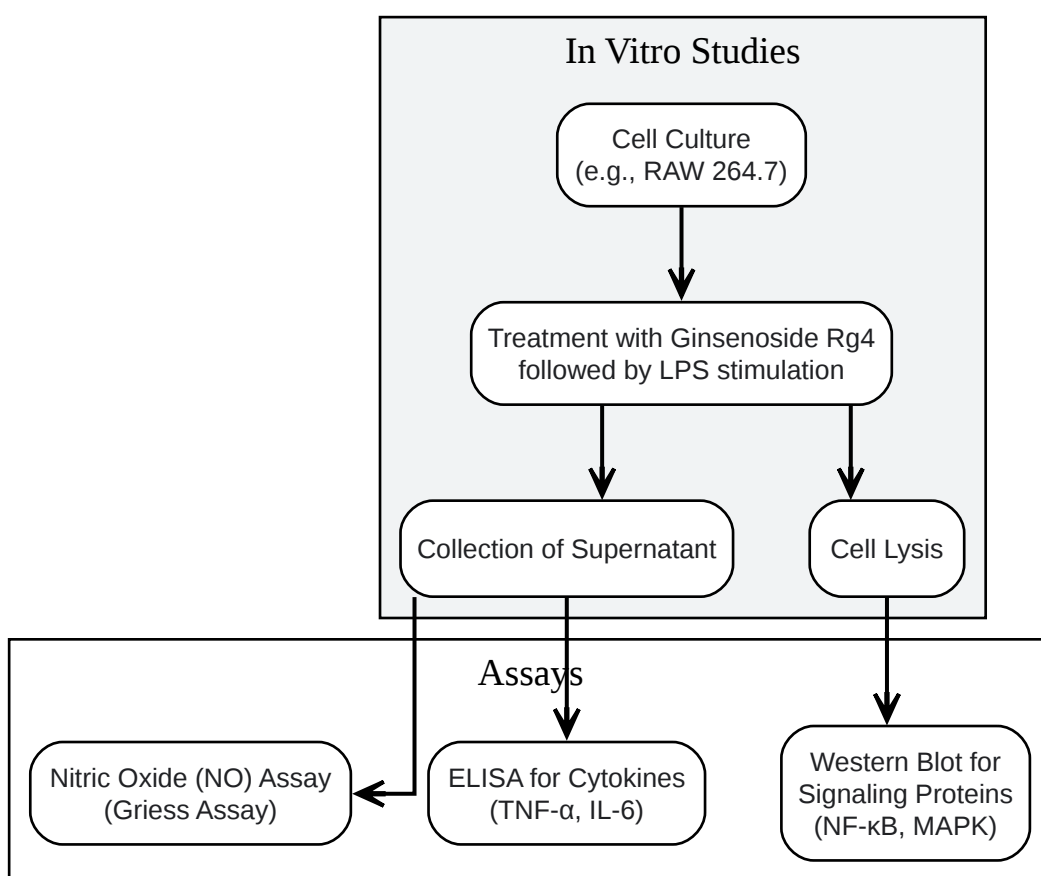 In Vitro Studies
Cell Culture
(e.g., RAW 264.7)
Treatment with Ginsenoside Rg4
followed by LPS stimulation
Collection of Supernatant
Cell Lysis
Assays
Nitric Oxide (NO) Assay
(Griess Assay)
ELISA for Cytokines
(TNF-α, IL-6)
Western Blot for
Signaling Proteins
(NF-κB, MAPK)